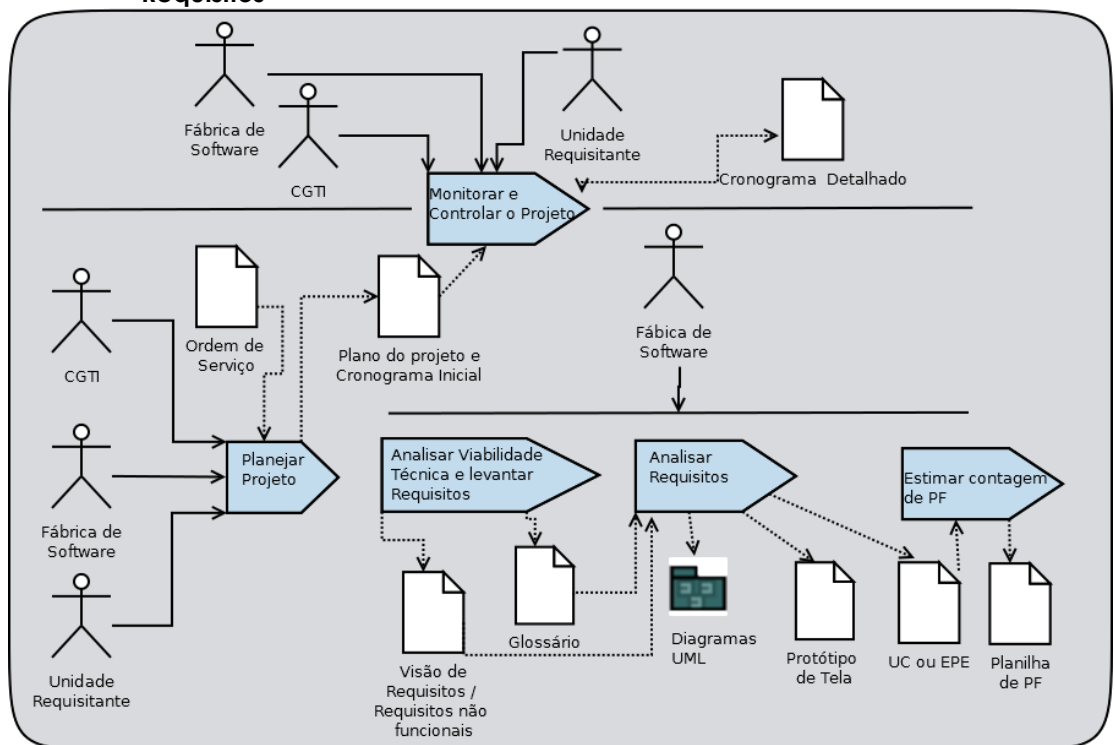 Requisitos
Fábrica de
Software
CGTI
Unidade
Requisitante
Cronograma Detalhado
Monitorar e
Controlar o Projeto
CGTI
Ordem de
Serviço
Plano do projeto e
Cronograma Inicial
Fábica de
Software
Planejar
Projeto
Analisar Viabilidade
Técnica e levantar
Requisitos
Analisar
Requisitos
Estimar contagem
de PF
Fábrica de
Software
Unidade
Requisitante
Visão de
Requisitos /
Requisitos não
funcionais
Glossário
Diagramas
UML
Protótipo
de Tela
UC ou EPE
Planilha
de PF